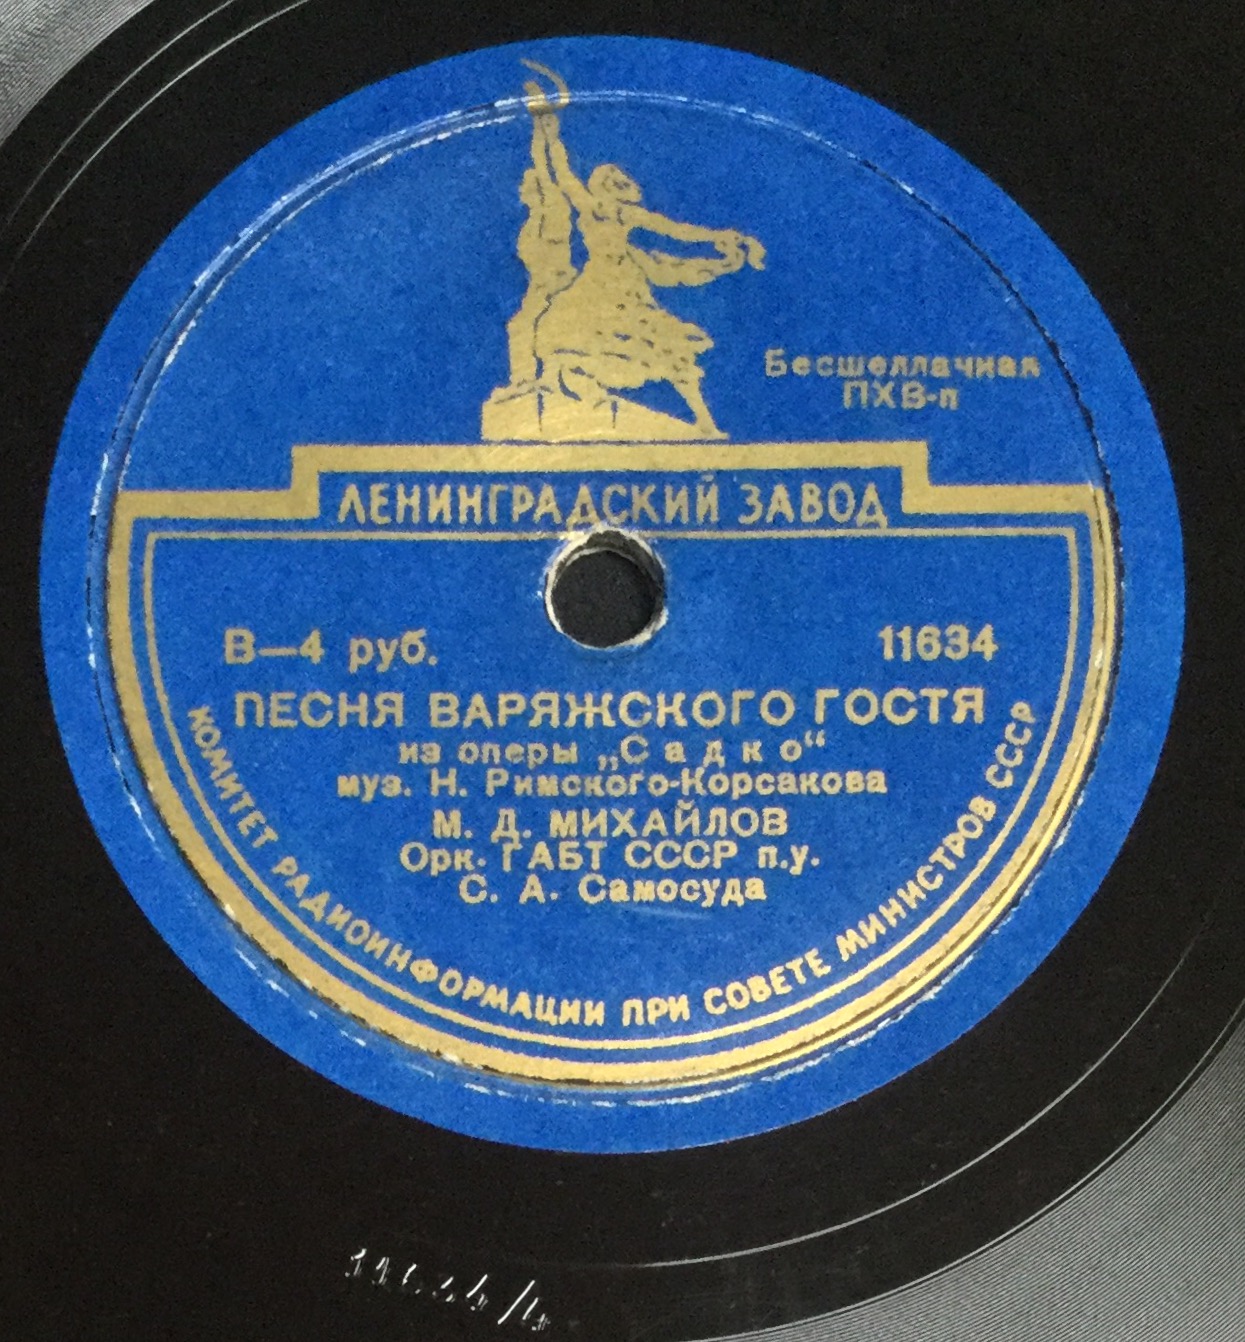 Бесшеллачная
ПХВ-п
ЛЕНИНГРАДСКИЙ ЗАВОД
В—4 руб.
11634
ПЕСНЯ ВАРЯЖСКОГО ГОСТЯ
из оперы „Садко“
муз. Н. Римского-Корсакова
М. Д. МИХАЙЛОВ
Орк. ГАБТ СССР п.у.
С. А. Самосуда
КОМИТЕТ РАДИОИНФОРМАЦИИ ПРИ СОВЕТЕ МИНИСТРОВ СССР